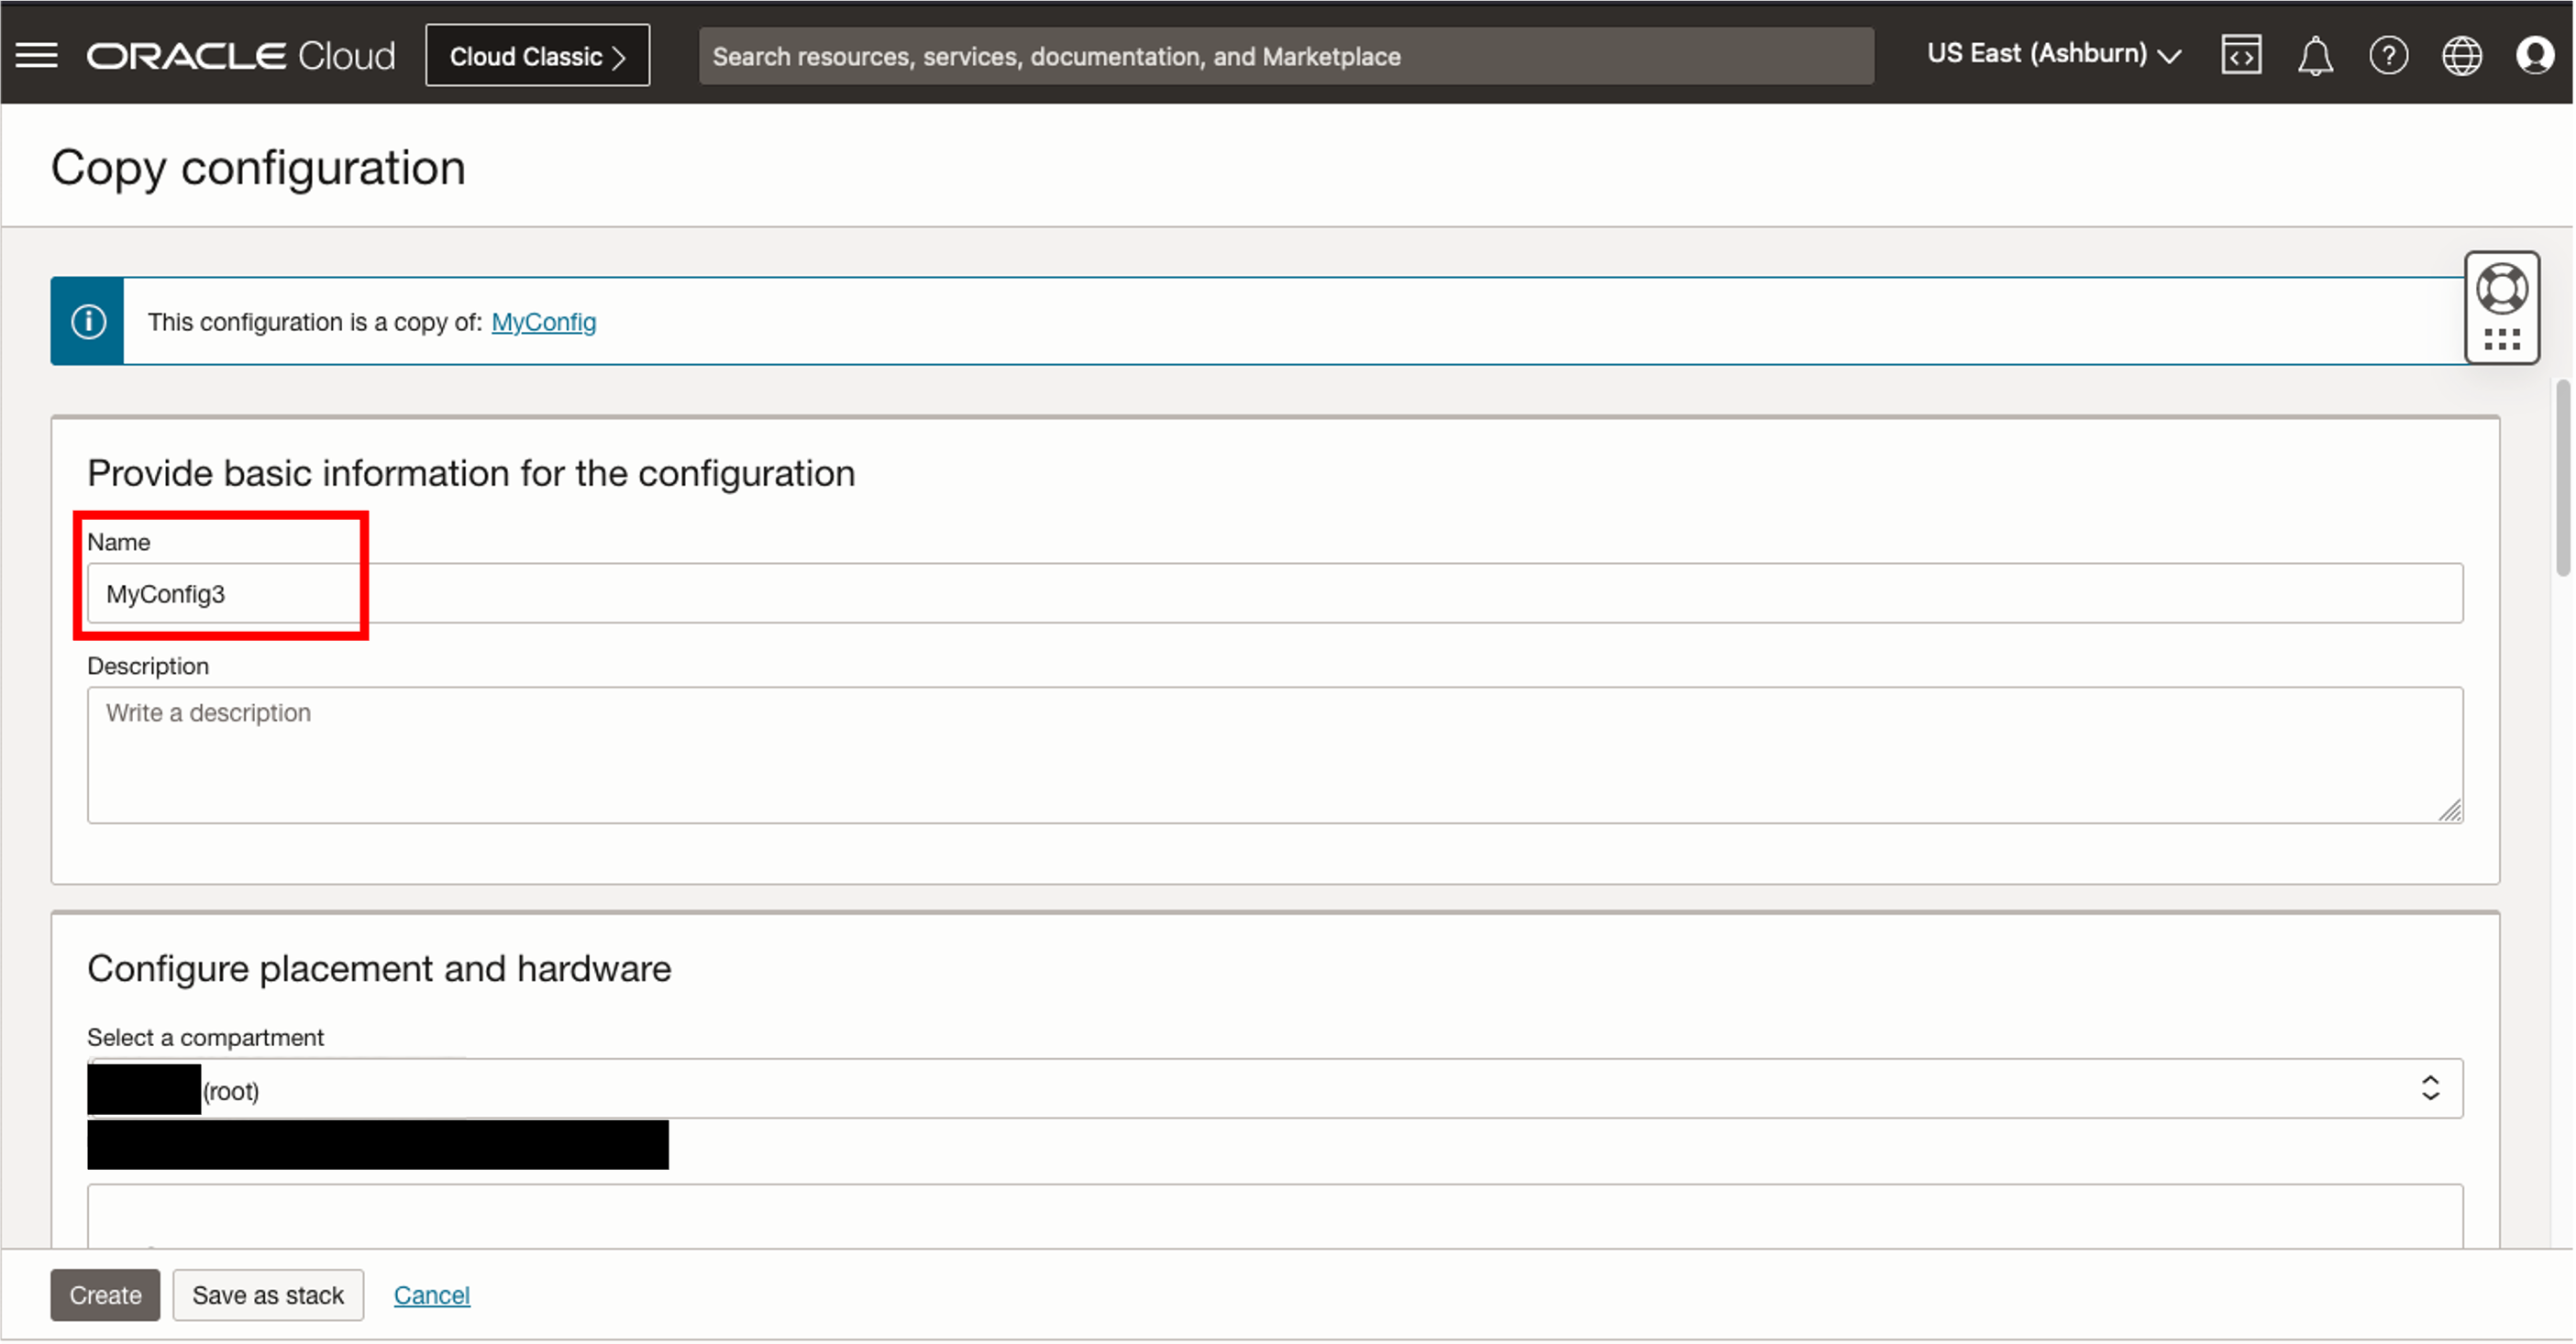 ORACLE Cloud
Cloud Classic >
Search resources, services, documentation, and Marketplace
US East (Ashburn)
Copy configuration
This configuration is a copy of: MyConfig
Provide basic information for the configuration
Name
MyConfig3
Description
Write a description
Configure placement and hardware
Select a compartment
(root)
Create
Save as stack
Cancel